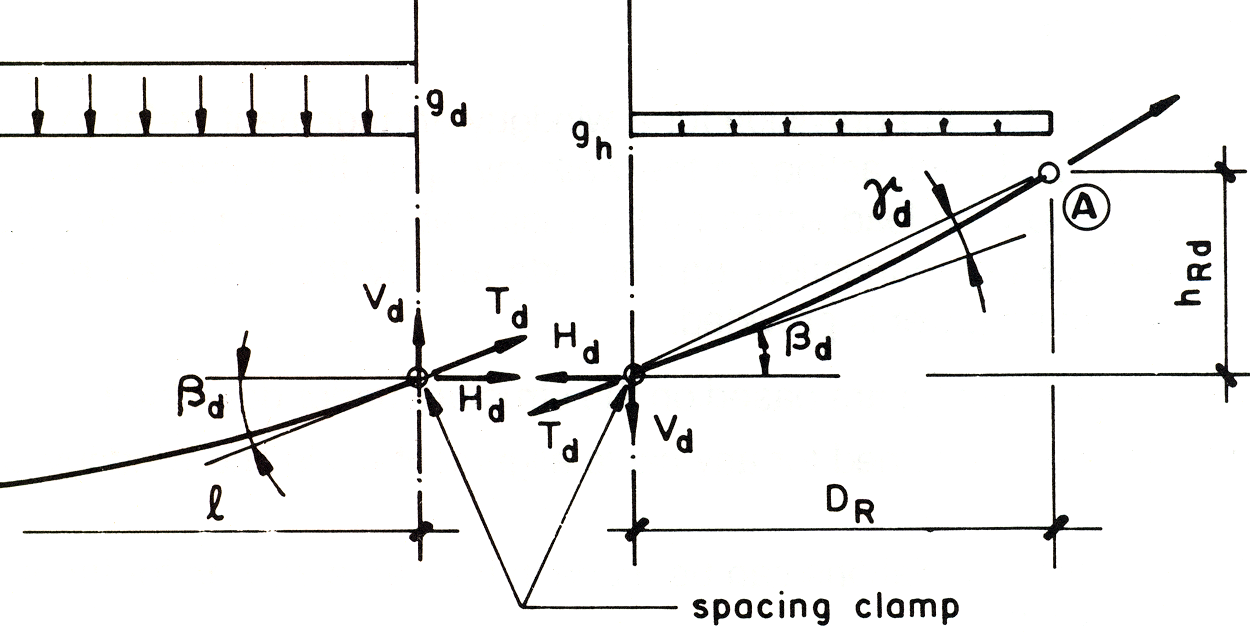 g_d
g_h
γ_d
A
h_Rd
V_d
T_d
H_d
β_d
β_d
H_d
T_d
V_d
l
D_R
spacing clamp